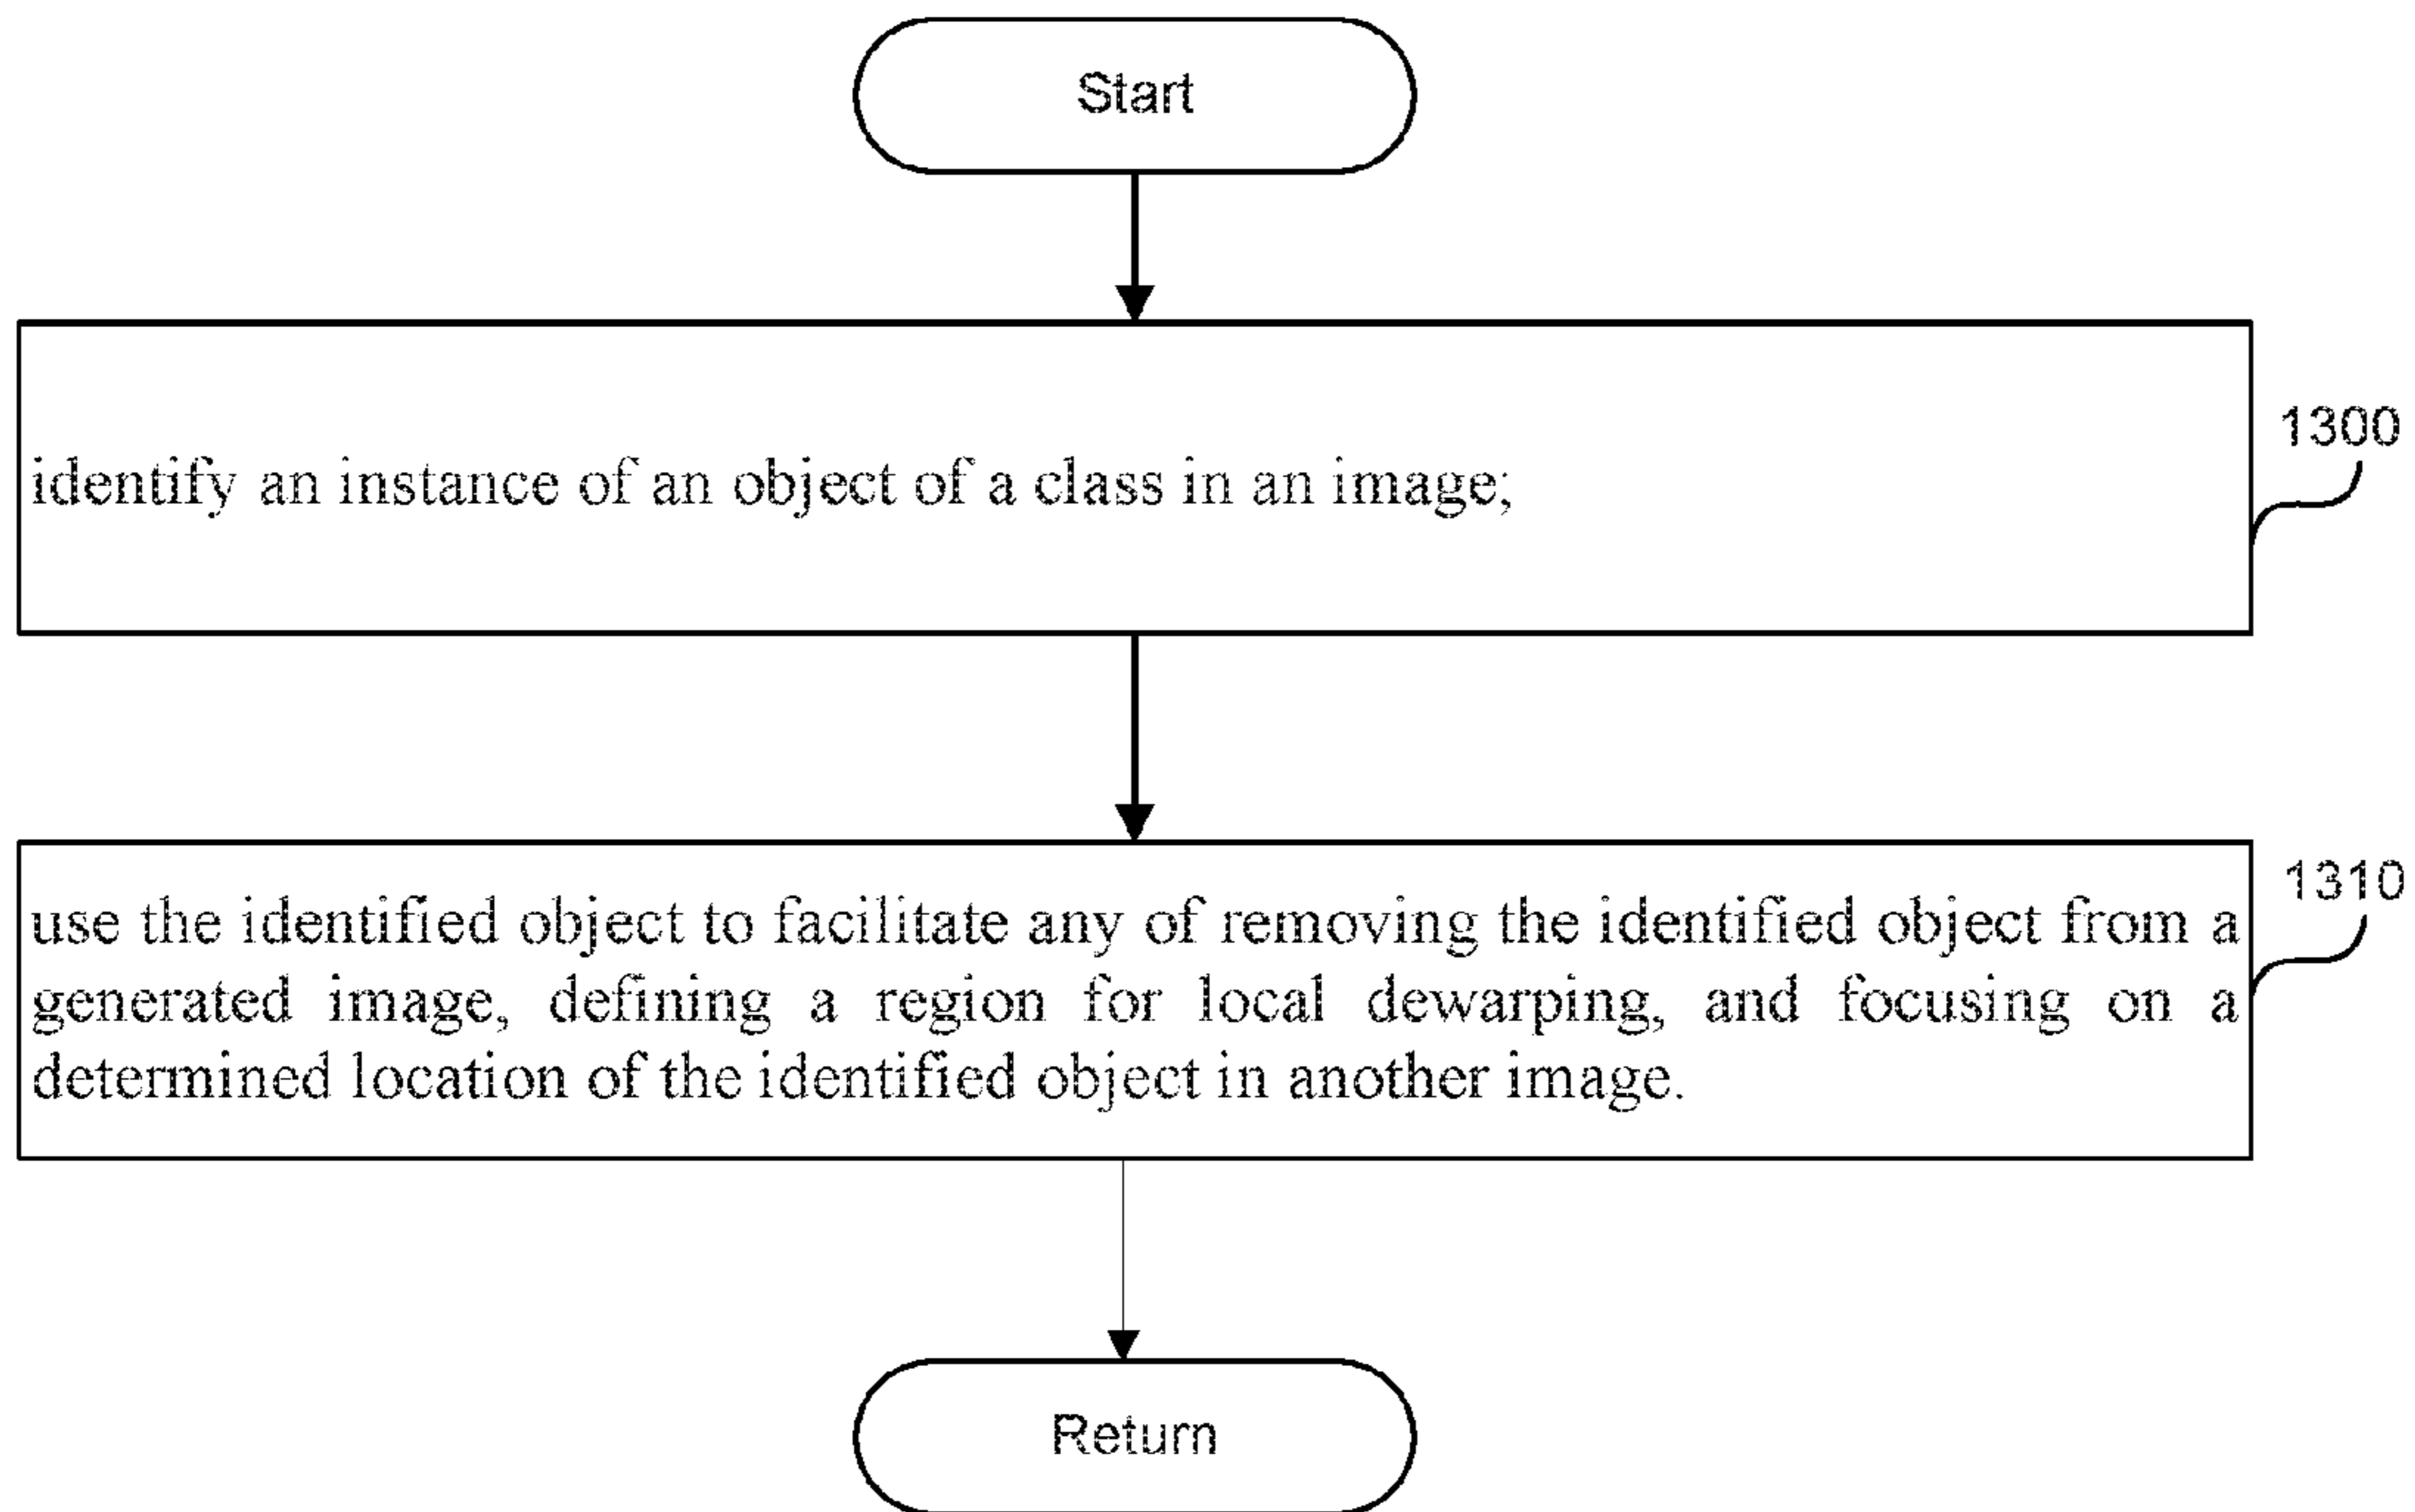 Start
1300
identify an instance of an object of a class in an image;
1310
use the identified object to facilitate any of removing the identified object from a
generated image, defining a region for local dewarping, and focusing on a
determined location of the identified object in another image.
Return